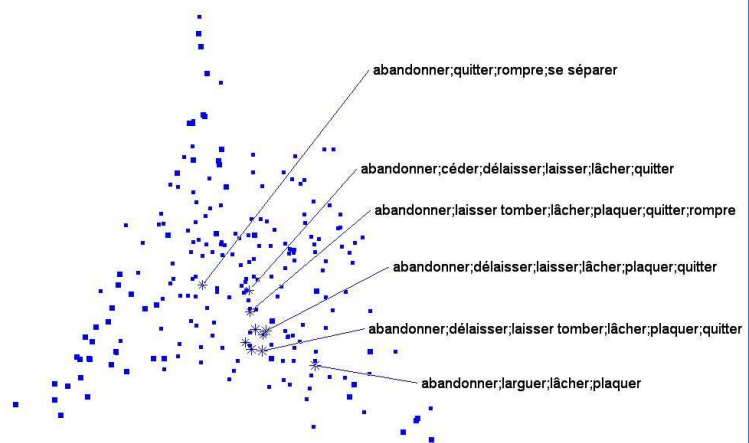 abandonner;quitter;rompre;se séparer
abandonner;céder;délaisser;laisser;lâcher;quitter
abandonner;laisser tomber;lâcher;plaquer;quitter;rompre
abandonner;délaisser;laisser;lâcher;plaquer;quitter
abandonner;délaisser;laisser tomber;lâcher;plaquer;quitter
abandonner;larguer;lâcher;plaquer